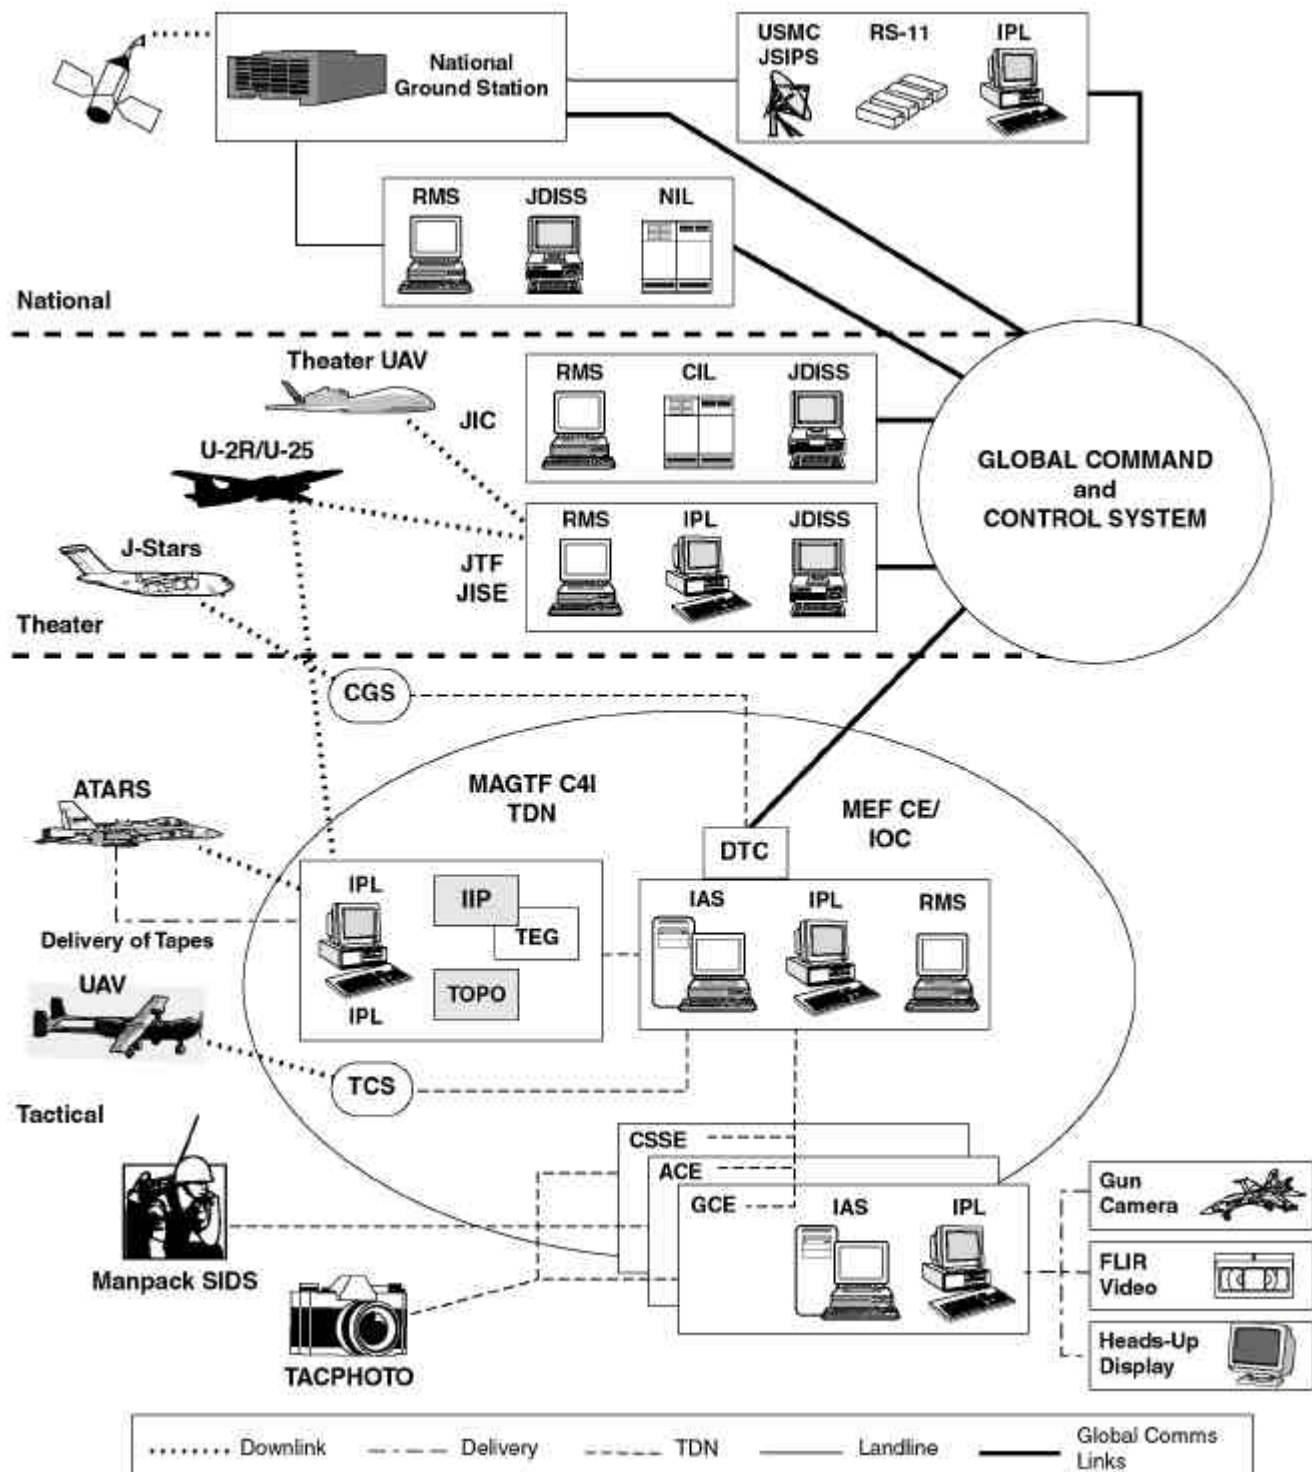 National
Ground Station
USMC
JSIPS
RS-11
IPL
RMS
JDISS
NIL
National
Theater UAV
JIC
RMS
CIL
JDISS
U-2R/U-25
J-Stars
JTF
JISE
RMS
IPL
JDISS
GLOBAL COMMAND
and
CONTROL SYSTEM
Theater
CGS
ATARS
MAGTF C4I
TDN
MEF CE/
IOC
DTC
IPL
IIP
TEG
TOPO
IPL
IAS
IPL
RMS
Delivery of Tapes
UAV
TCS
Tactical
CSSE
ACE
GCE
IAS
IPL
Gun
Camera
FLIR
Video
Heads-Up
Display
Manpack SIDS
TACPHOTO
Downlink
Delivery
TDN
Landline
Global Comms
Links